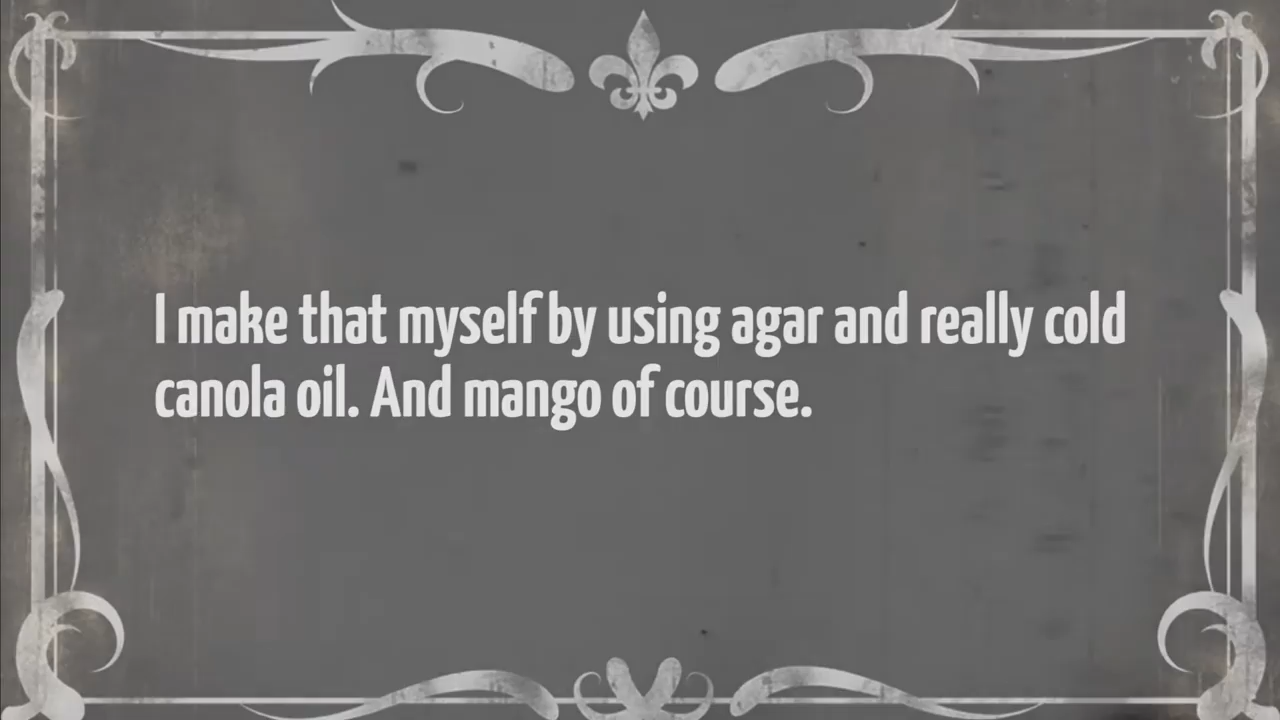 I make that myself by using agar and really cold
canola oil. And mango of course.